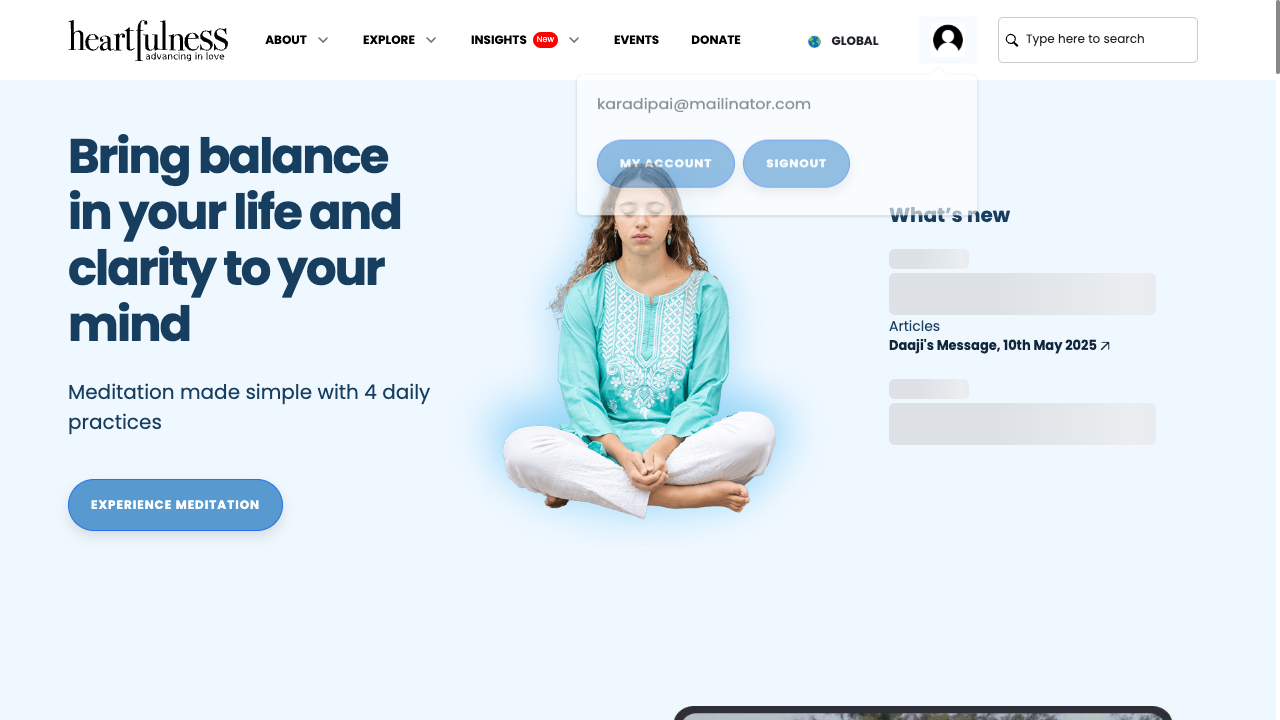 heartfulness
advancing in love
ABOUT
EXPLORE
INSIGHTS New
EVENTS
DONATE
GLOBAL
Type here to search
karadipai@mailinator.com
MY ACCOUNT
SIGNOUT
Bring balance
in your life and
clarity to your
mind
Meditation made simple with 4 daily
practices
EXPERIENCE MEDITATION
What's new
Articles
Daaji's Message, 10th May 2025